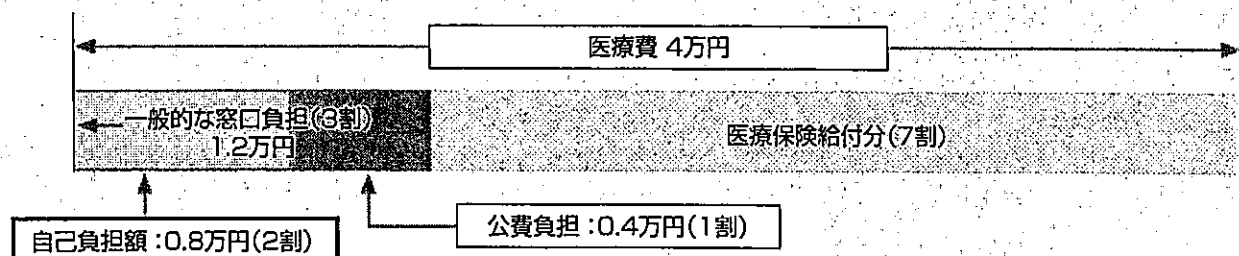 医療費 4万円
一般的な窓口負担(3割)
1.2万円
医療保険給付分(7割)
自己負担額:0.8万円(2割)
公費負担:0.4万円(1割)